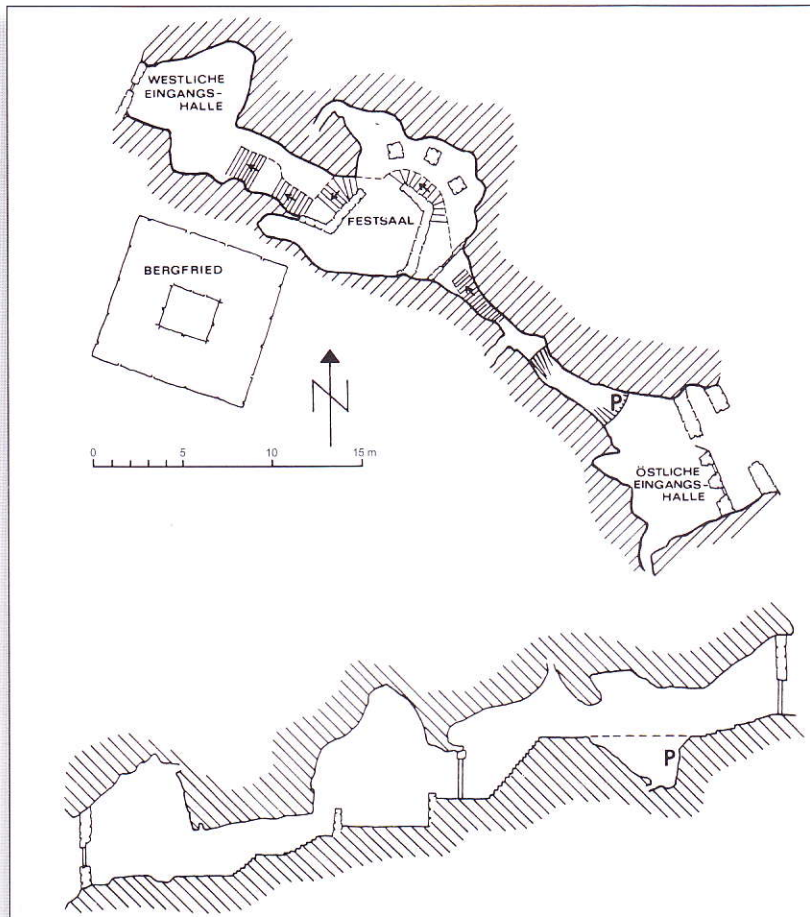 WESTLICHE
EINGANGS-
HALLE
FESTSAAL
BERGFRIED
N
0 5 10 15 m
P
ÖSTLICHE
EINGANGS-
HALLE
P